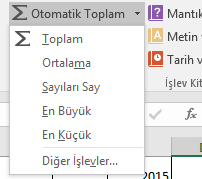 Otomatik Toplam
Mantık
Toplam
Metin
Ortalama
Tarih v
Sayıları Say
İşlev Kit
En Büyük
fx
En Küçük
Diğer İşlevler...
2015